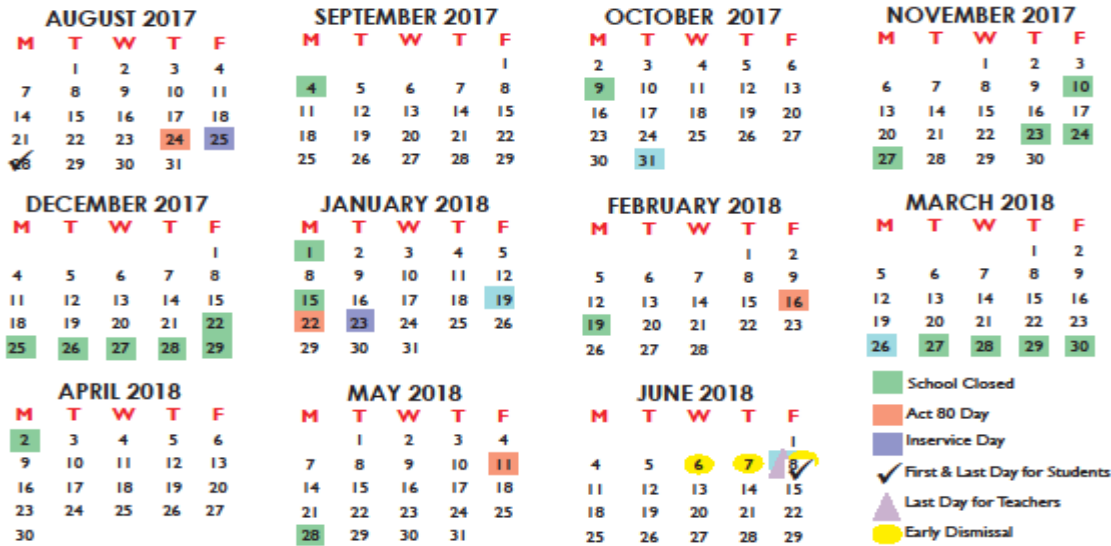 AUGUST 2017
M T W T F
1 2 3 4
7 8 9 10 11
14 15 16 17 18
21 22 23 24 25
28 29 30 31
SEPTEMBER 2017
M T W T F
1
4 5 6 7 8
11 12 13 14 15
18 19 20 21 22
25 26 27 28 29
OCTOBER 2017
M T W T F
2 3 4 5 6
9 10 11 12 13
16 17 18 19 20
23 24 25 26 27
30 31
NOVEMBER 2017
M T W T F
1 2 3
6 7 8 9 10
13 14 15 16 17
20 21 22 23 24
27 28 29 30
DECEMBER 2017
M T W T F
1
4 5 6 7 8
11 12 13 14 15
18 19 20 21 22
25 26 27 28 29
JANUARY 2018
M T W T F
1 2 3 4 5
8 9 10 11 12
15 16 17 18 19
22 23 24 25 26
29 30 31
FEBRUARY 2018
M T W T F
1 2
5 6 7 8 9
12 13 14 15 16
19 20 21 22 23
26 27 28
MARCH 2018
M T W T F
1 2
5 6 7 8 9
12 13 14 15 16
19 20 21 22 23
26 27 28 29 30
APRIL 2018
M T W T F
2 3 4 5 6
9 10 11 12 13
16 17 18 19 20
23 24 25 26 27
30
MAY 2018
M T W T F
1 2 3 4
7 8 9 10 11
14 15 16 17 18
21 22 23 24 25
28 29 30 31
JUNE 2018
M T W T F
1
4 5 6 7 8
11 12 13 14 15
18 19 20 21 22
25 26 27 28 29
School Closed
Act 80 Day
Inservice Day
First & Last Day for Students
Last Day for Teachers
Early Dismissal